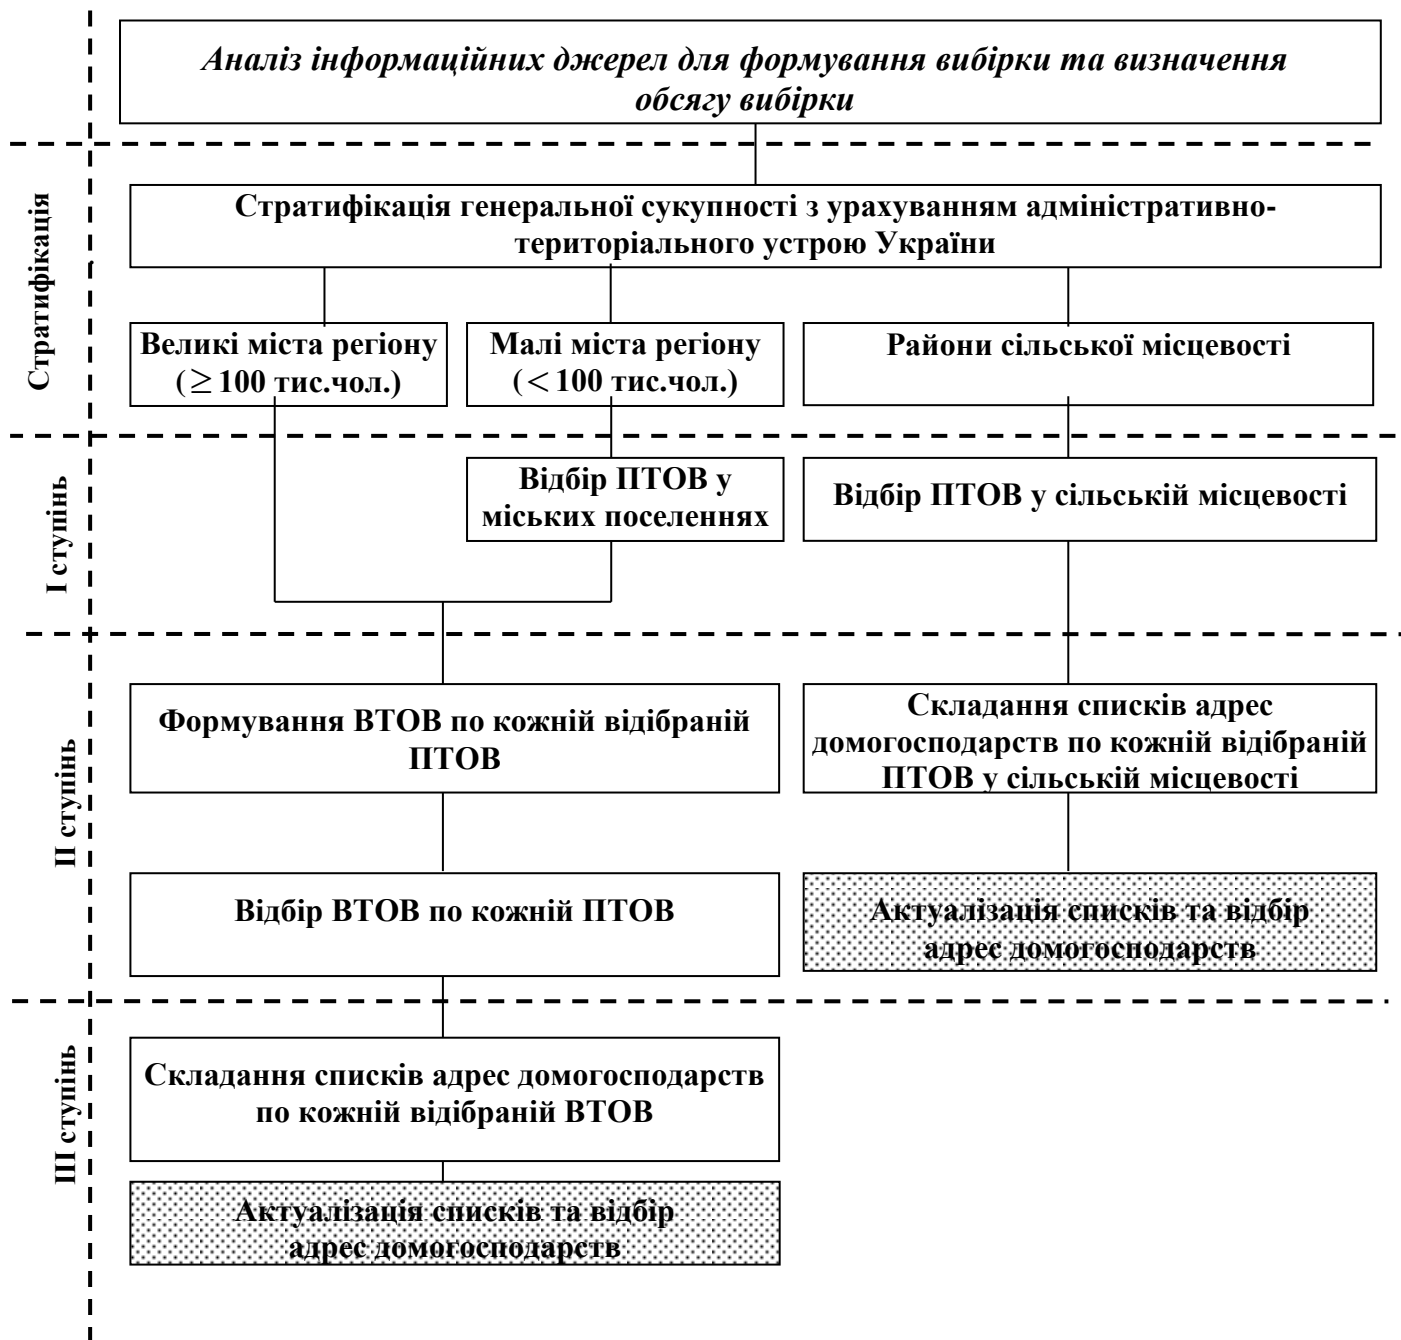 Аналіз інформаційних джерел для формування вибірки та визначення
обсягу вибірки
Стратифікація
Стратифікація генеральної сукупності з урахуванням адміністративно-
територіального устрою України
Великі міста регіону
(≥100 тис.чол.)
Малі міста регіону
(<100 тис.чол.)
Райони сільської місцевості
І ступінь
Відбір ПТОВ у
міських поселеннях
Відбір ПТОВ у сільській місцевості
ІІ ступінь
Формування ВТОВ по кожній відібраній
ПТОВ
Складання списків адрес
домогосподарств по кожній відібраній
ПТОВ у сільській місцевості
Відбір ВТОВ по кожній ПТОВ
Актуалізація списків та відбір
адрес домогосподарств
ІІІ ступінь
Складання списків адрес домогосподарств
по кожній відібраній ВТОВ
Актуалізація списків та відбір
адрес домогосподарств